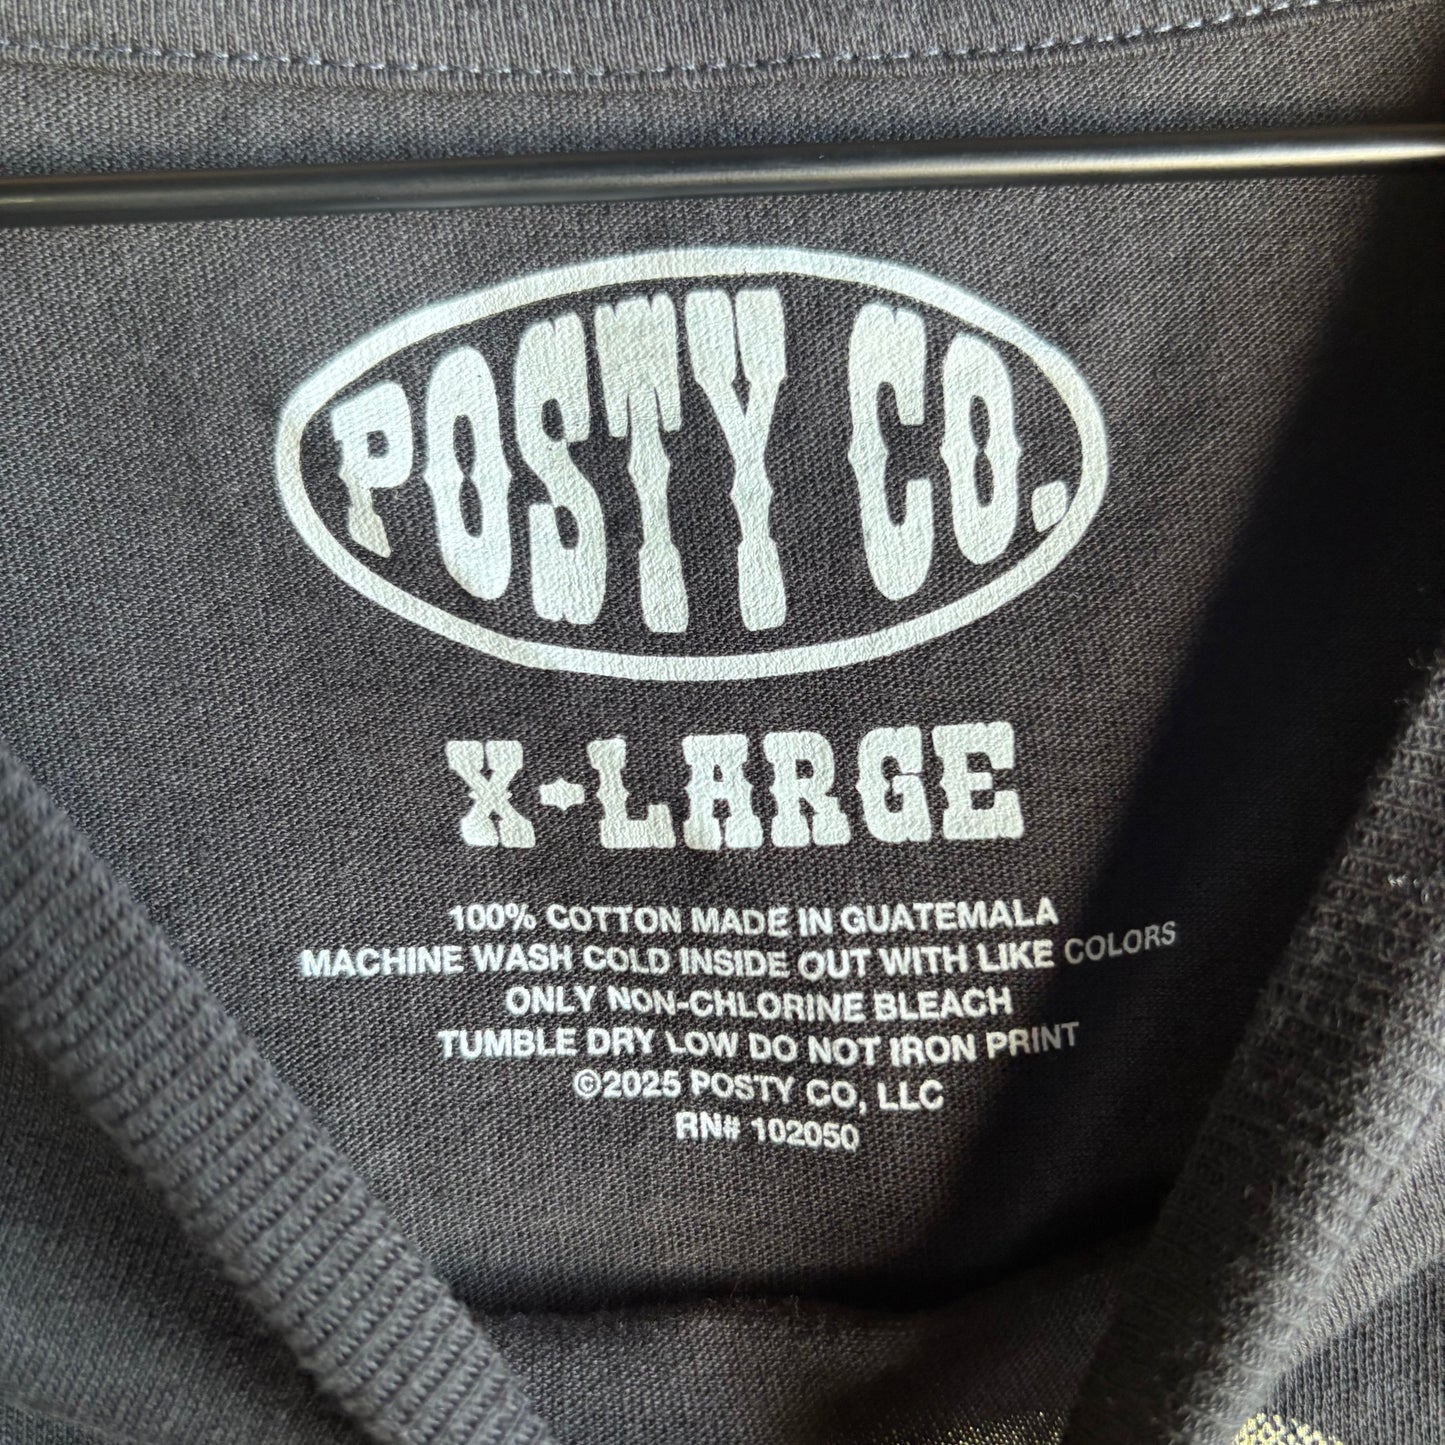 POSTY CO.
X-LARGE
100% COTTON MADE IN GUATEMALA
MACHINE WASH COLD INSIDE OUT WITH LIKE COLORS
ONLY NON-CHLORINE BLEACH
TUMBLE DRY LOW DO NOT IRON PRINT
©2025 POSTY CO, LLC
RN# 102050